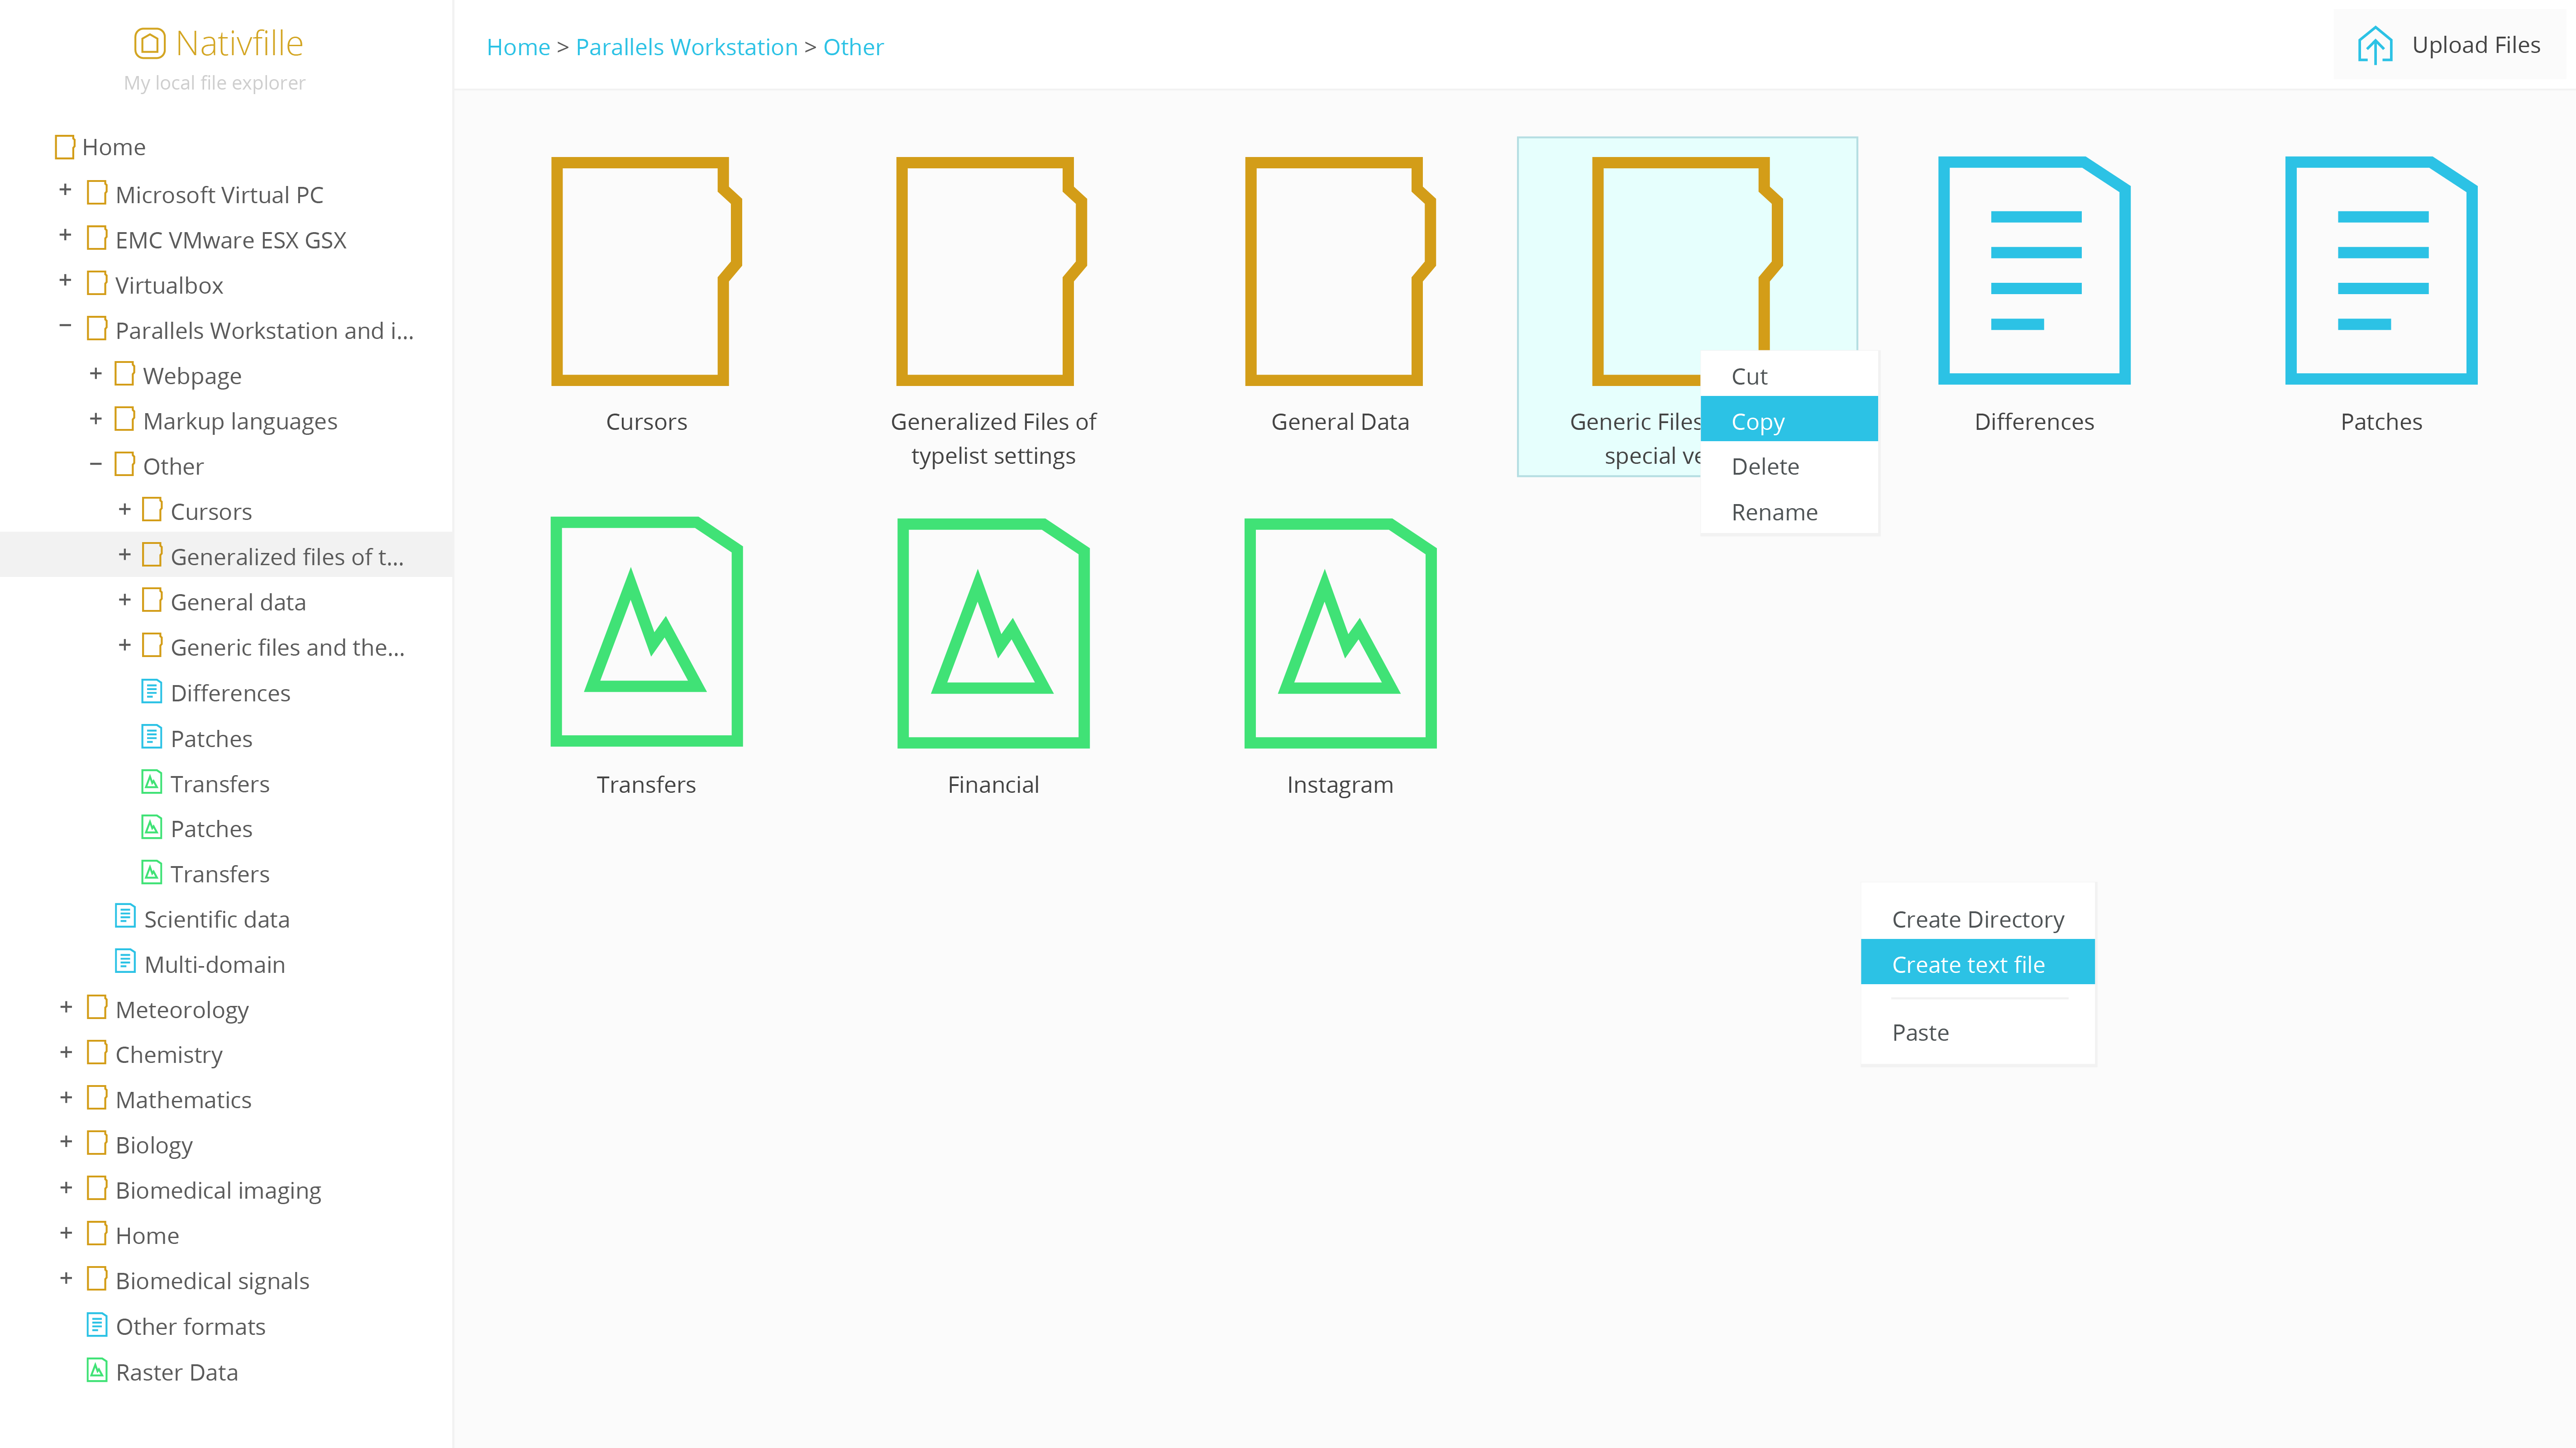 Nativfille
My local file explorer
Home > Parallels Workstation > Other
Upload Files
Home
+ Microsoft Virtual PC
+ EMC VMware ESX GSX
+ Virtualbox
− Parallels Workstation and i...
+ Webpage
+ Markup languages
− Other
+ Cursors
+ Generalized files of t...
+ General data
+ Generic files and the...
Differences
Patches
Transfers
Patches
Transfers
Scientific data
Multi-domain
+ Meteorology
+ Chemistry
+ Mathematics
+ Biology
+ Biomedical imaging
+ Home
+ Biomedical signals
Other formats
Raster Data
Cursors
Generalized Files of
typelist settings
General Data
Generic Files
special
Differences
Patches
Cut
Copy
Delete
Rename
Transfers
Financial
Instagram
Create Directory
Create text file
Paste